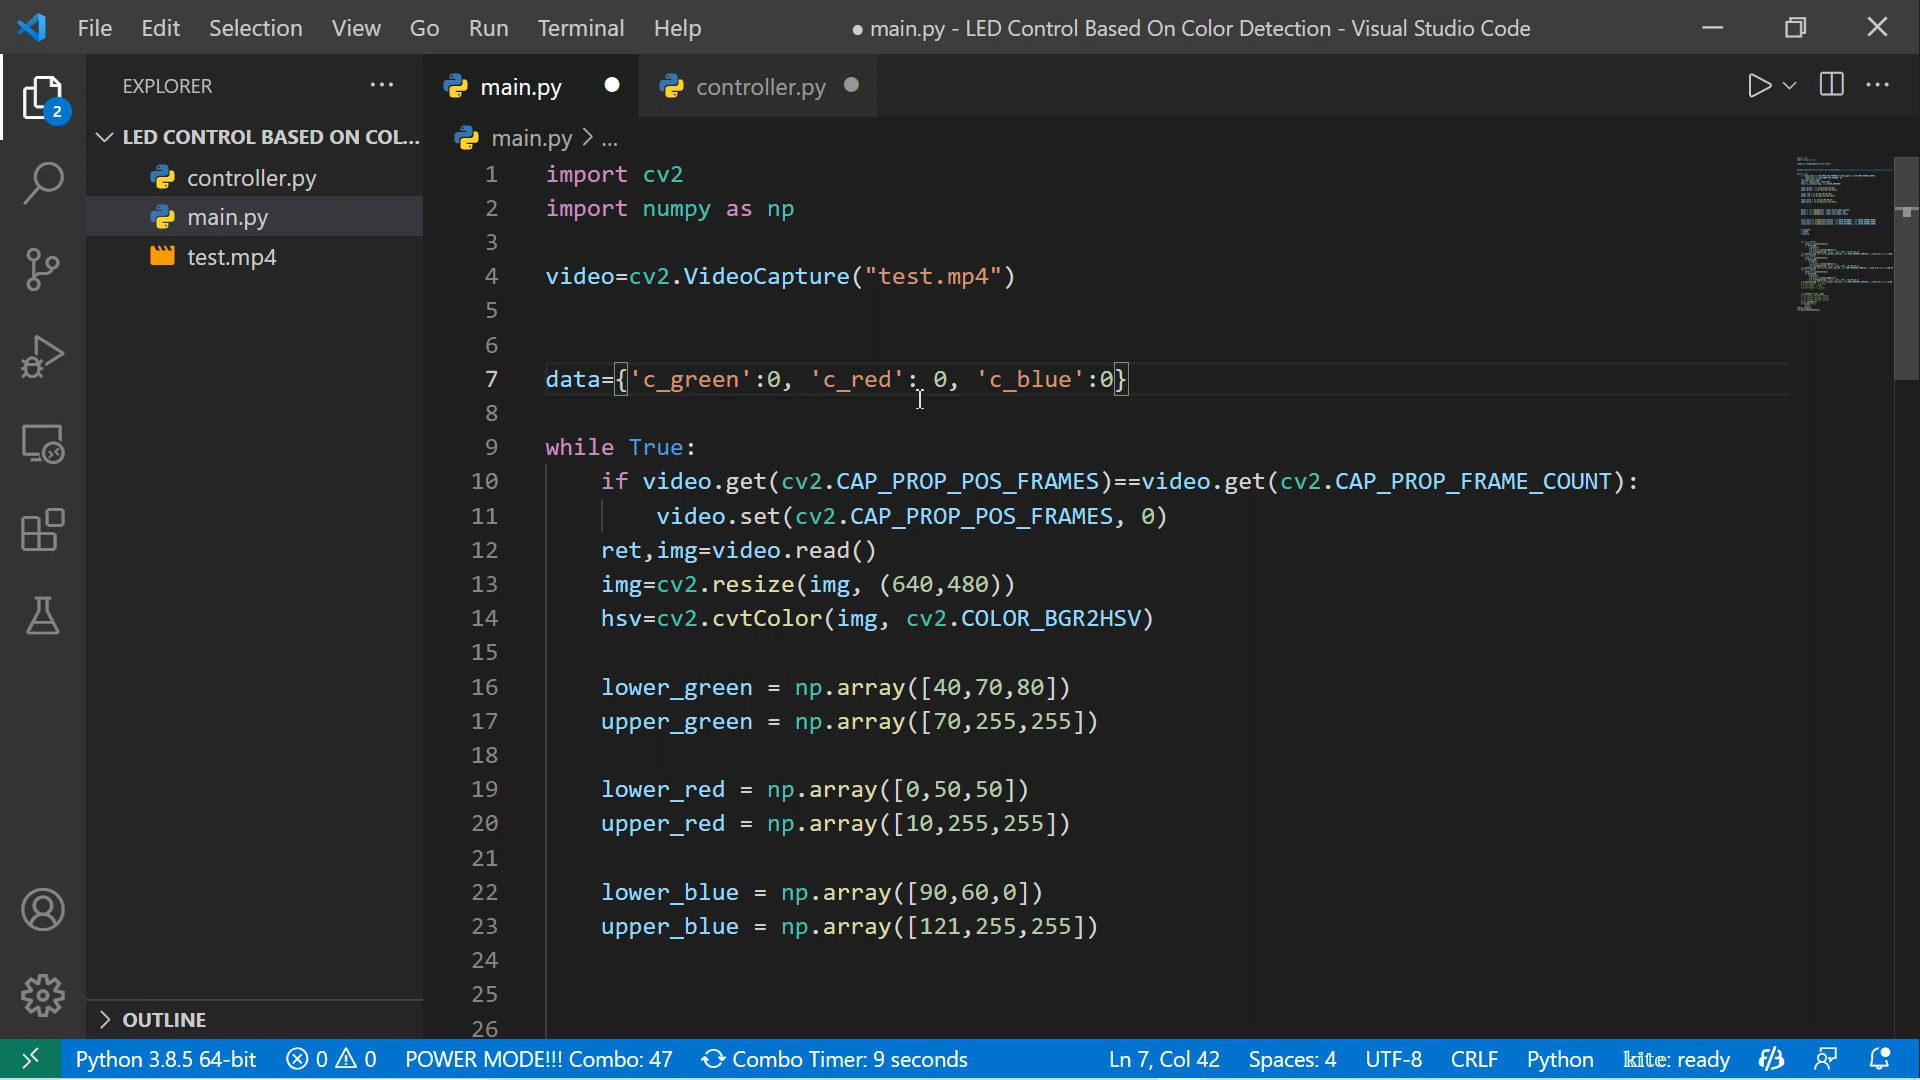 File Edit Selection View Go Run Terminal Help ● main.py - LED Control Based On Color Detection - Visual Studio Code
EXPLORER ...
main.py
controller.py
2
LED CONTROL BASED ON COL...
controller.py
main.py
test.mp4
main.py > ...
1 import cv2
2 import numpy as np
3
4 video=cv2.VideoCapture("test.mp4")
5
6
7 data={'c_green':0, 'c_red': 0, 'c_blue':0}
8
9 while True:
10 if video.get(cv2.CAP_PROP_POS_FRAMES)==video.get(cv2.CAP_PROP_FRAME_COUNT):
11 video.set(cv2.CAP_PROP_POS_FRAMES, 0)
12 ret,img=video.read()
13 img=cv2.resize(img, (640,480))
14 hsv=cv2.cvtColor(img, cv2.COLOR_BGR2HSV)
15
16 lower_green = np.array([40,70,80])
17 upper_green = np.array([70,255,255])
18
19 lower_red = np.array([0,50,50])
20 upper_red = np.array([10,255,255])
21
22 lower_blue = np.array([90,60,0])
23 upper_blue = np.array([121,255,255])
24
25
26
OUTLINE
Python 3.8.5 64-bit 0 0 POWER MODE!!! Combo: 47 Combo Timer: 9 seconds Ln 7, Col 42 Spaces: 4 UTF-8 CRLF Python kite: ready